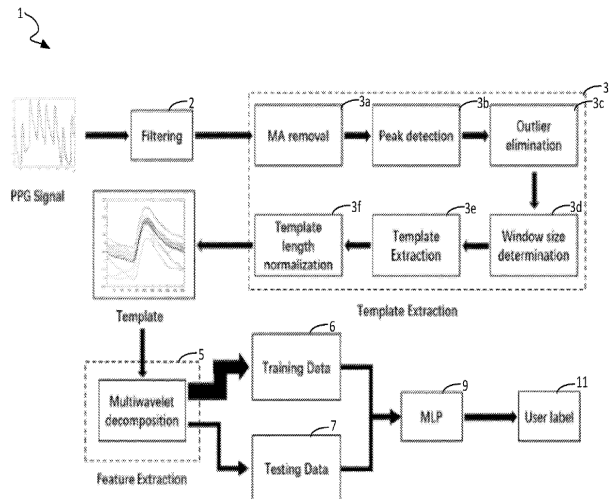 1
3
2
3a
3b
3c
Filtering
MA removal
Peak detection
Outlier
elimination
PPG Signal
3f
3e
3d
Template
length
normalization
Template
Extraction
Window size
determination
Template
Template Extraction
5
6
Training Data
Multiwavelet
decomposition
9
MLP
11
User label
7
Testing Data
Feature Extraction